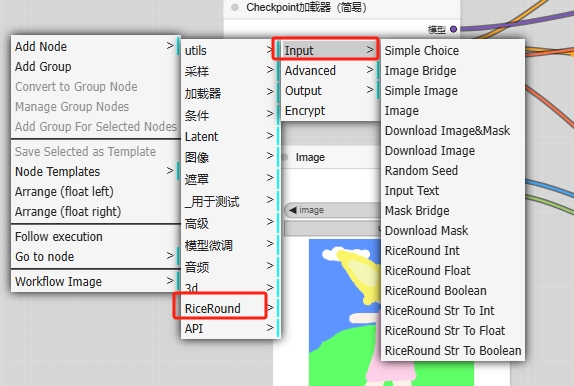 Checkpoint加载器（简易）
模型
Add Node >
Add Group
Convert to Group Node
Manage Group Nodes
Add Group For Selected Nodes
Save Selected as Template
Node Templates >
Arrange (float left)
Arrange (float right)
Follow execution
Go to node >
Workflow Image >
utils >
采样 >
加载器 >
条件 >
Latent >
图像 >
遮罩 >
_用于测试 >
高级 >
模型微调 >
音频 >
3d >
RiceRound >
API >
Input >
Advanced >
Output >
Encrypt
Simple Choice
Image Bridge
Simple Image
Image
Download Image&Mask
Download Image
Random Seed
Input Text
Mask Bridge
Download Mask
RiceRound Int
RiceRound Float
RiceRound Boolean
RiceRound Str To Int
RiceRound Str To Float
RiceRound Str To Boolean
Image
image